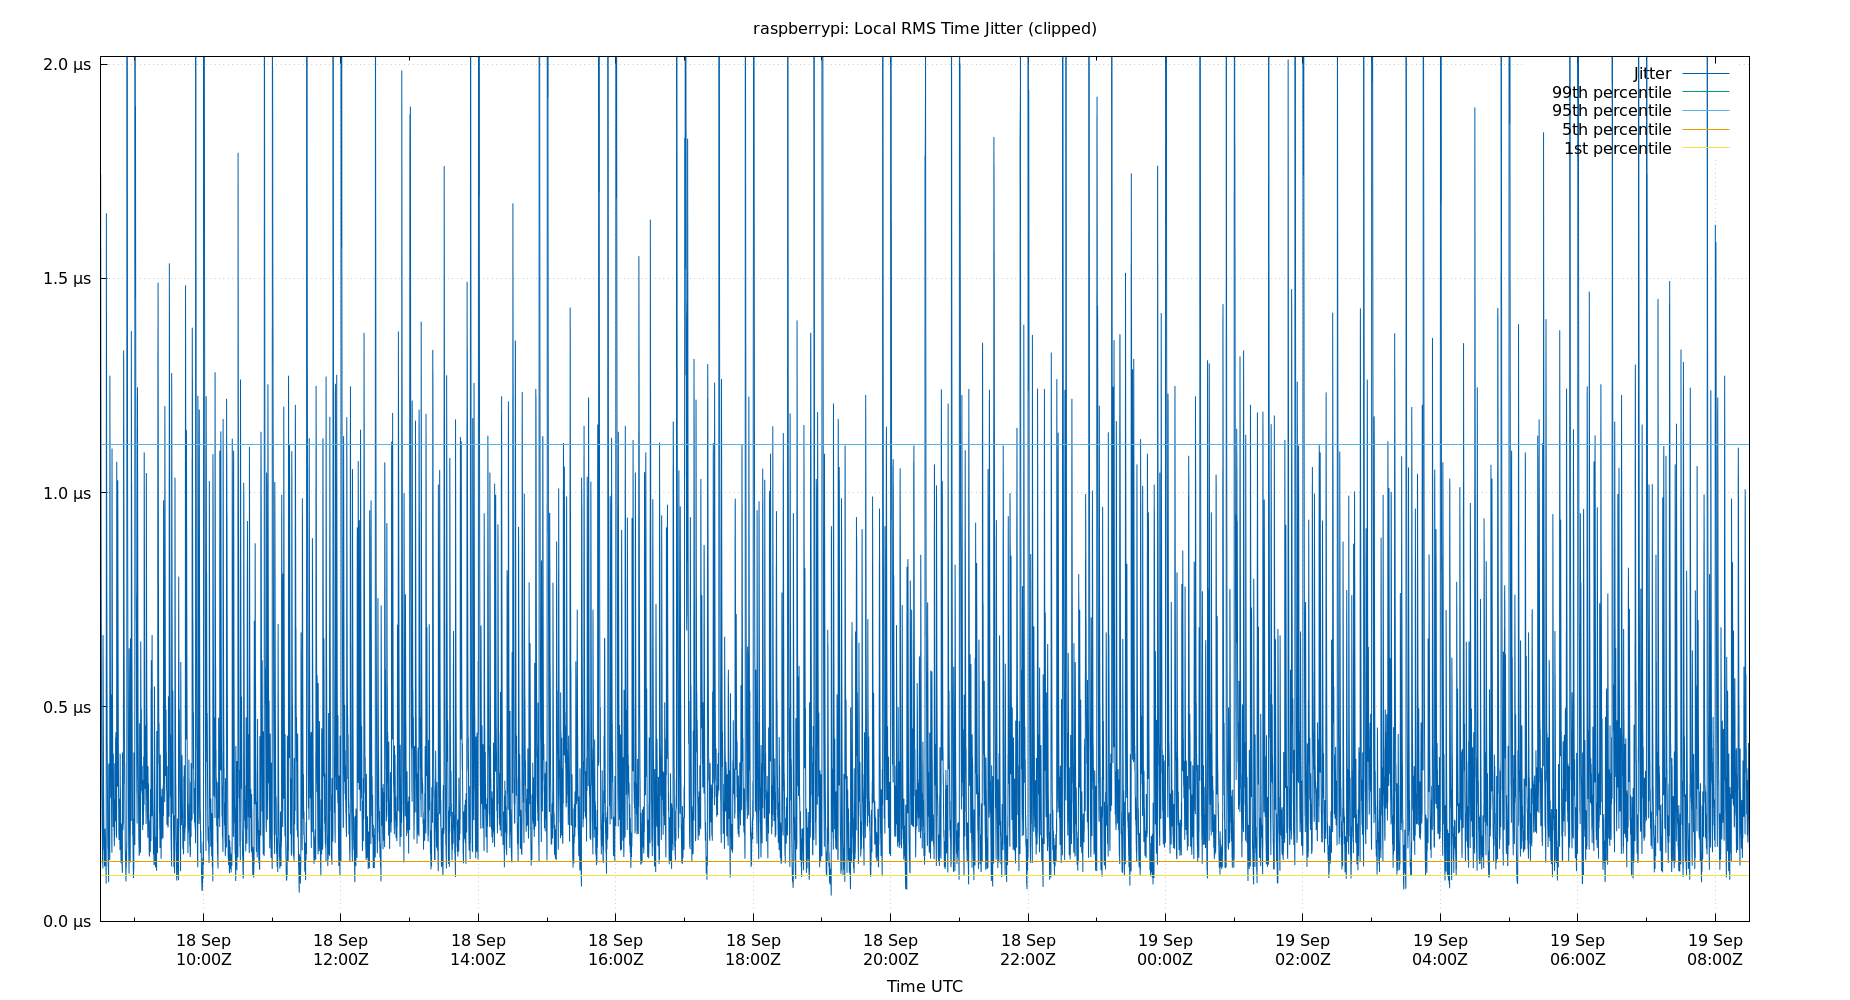 raspberrypi: Local RMS Time Jitter (clipped)
2.0 µs
1.5 µs
1.0 µs
0.5 µs
0.0 µs
Jitter
99th percentile
95th percentile
5th percentile
1st percentile
18 Sep 18 Sep 18 Sep 18 Sep 18 Sep 18 Sep 18 Sep 19 Sep 19 Sep 19 Sep 19 Sep 19 Sep
10:00Z 12:00Z 14:00Z 16:00Z 18:00Z 20:00Z 22:00Z 00:00Z 02:00Z 04:00Z 06:00Z 08:00Z
Time UTC